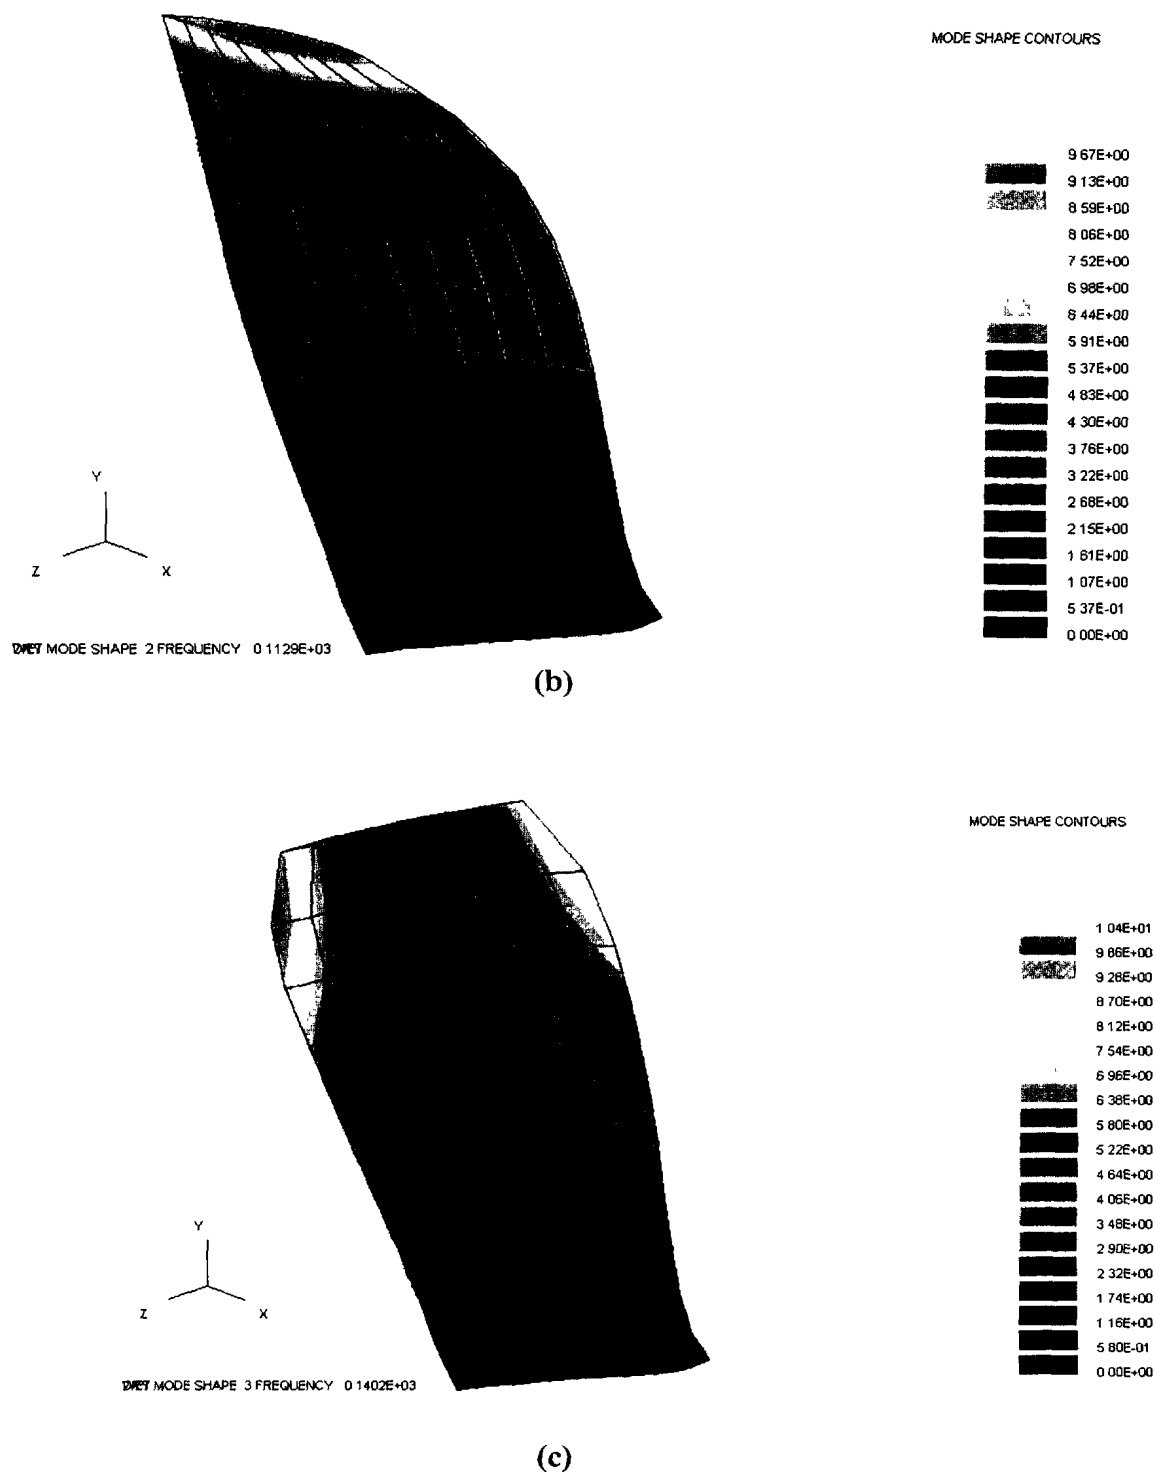 MODE SHAPE CONTOURS
9 67E+00
9 13E+00
8 59E+00
8 06E+00
7 52E+00
6 98E+00
6 44E+00
5 91E+00
5 37E+00
4 83E+00
4 30E+00
3 76E+00
3 22E+00
2 68E+00
2 15E+00
1 61E+00
1 07E+00
5 37E-01
0 00E+00
Y
Z
X
MODE SHAPE 2 FREQUENCY 0 1129E+03
(b)
MODE SHAPE CONTOURS
1 04E+01
9 86E+00
9 28E+00
8 70E+00
8 12E+00
7 54E+00
6 96E+00
6 38E+00
5 80E+00
5 22E+00
4 64E+00
4 06E+00
3 48E+00
2 90E+00
2 32E+00
1 74E+00
1 16E+00
5 80E-01
0 00E+00
Y
Z
X
MODE SHAPE 3 FREQUENCY 0 1402E+03
(c)